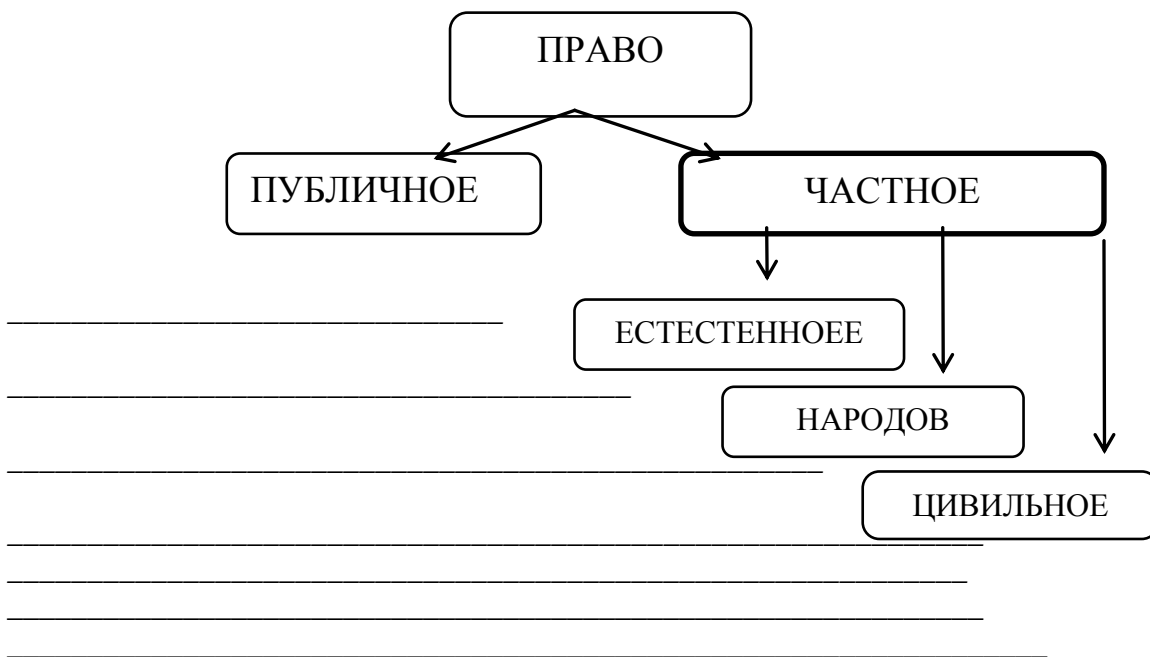 ПРАВО
ПУБЛИЧНОЕ
ЧАСТНОЕ
ЕСТЕСТЕННОЕЕ
НАРОДОВ
ЦИВИЛЬНОЕ